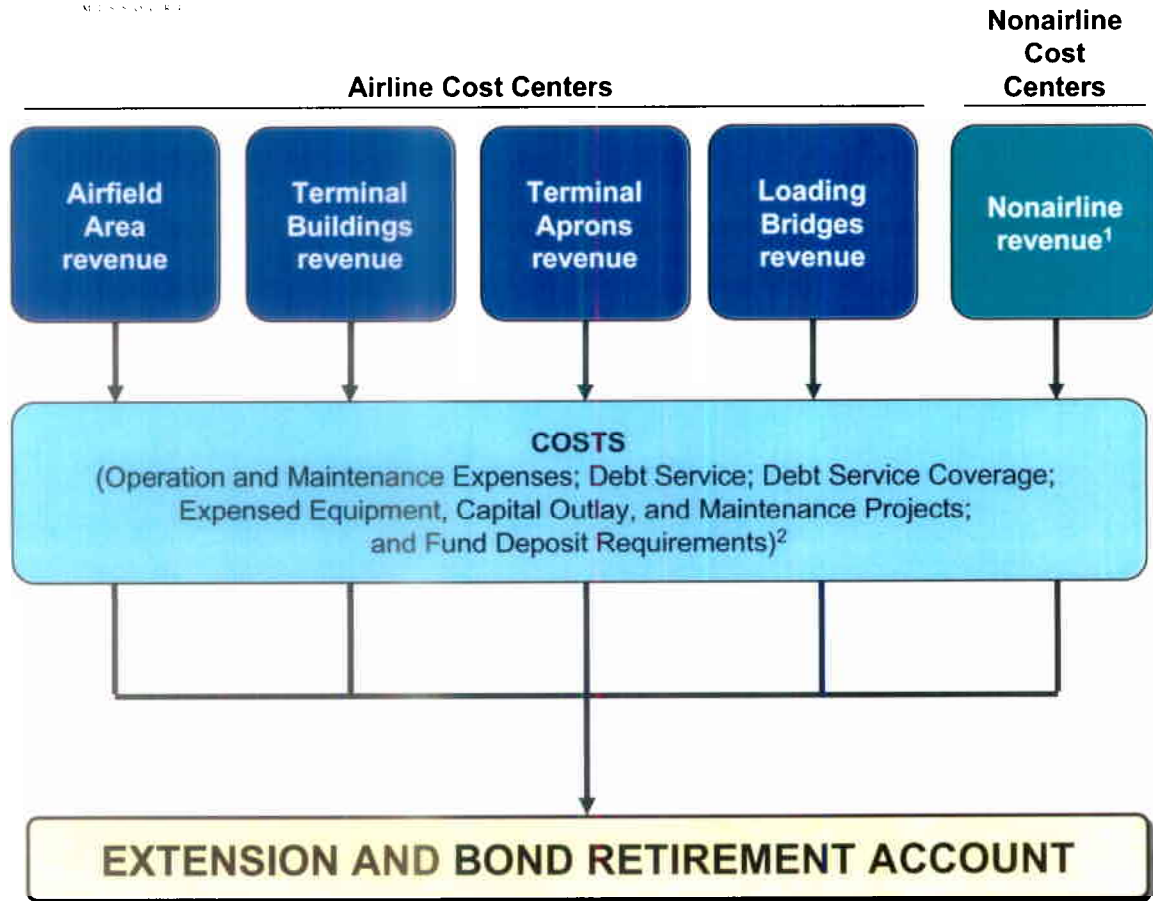 Nonairline
Cost
Centers
Airline Cost Centers
Airfield
Area
revenue
Terminal
Buildings
revenue
Terminal
Aprons
revenue
Loading
Bridges
revenue
Nonairline
revenue¹
COSTS
(Operation and Maintenance Expenses; Debt Service; Debt Service Coverage;
Expensed Equipment, Capital Outlay, and Maintenance Projects;
and Fund Deposit Requirements)²
EXTENSION AND BOND RETIREMENT ACCOUNT